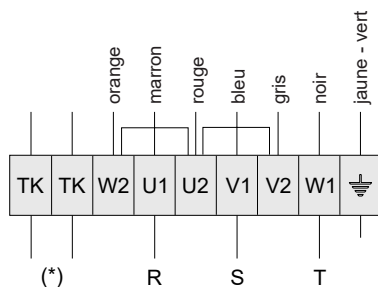 orange
marron
rouge
bleu
gris
noir
jaune - vert
TK TK W2 U1 U2 V1 V2 W1
(*) R S T